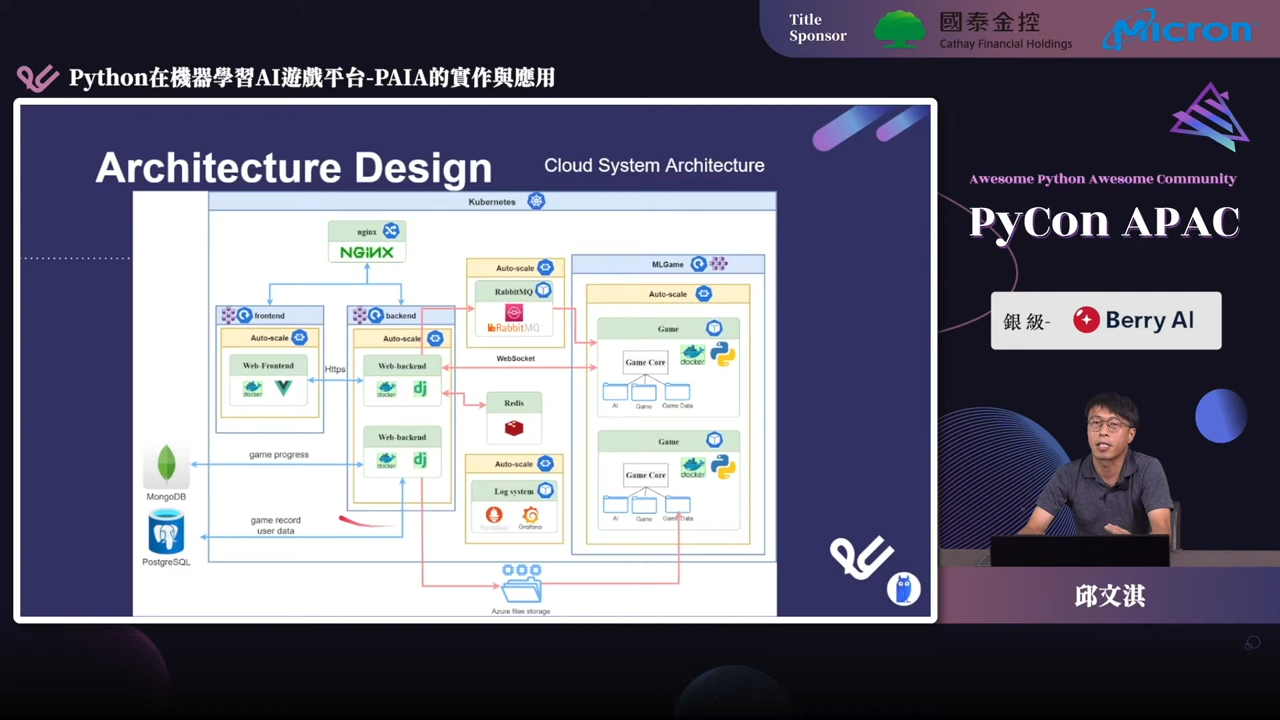 Title
Sponsor
國泰金控
Cathay Financial Holdings
Micron
Python在機器學習AI遊戲平台-PAIA的實作與應用
Architecture Design
Cloud System Architecture
Kubernetes
nginx
NGINX
Auto-scale
RabbitMQ
RabbitMQ
MLGame
Auto-scale
frontend
Auto-scale
Web-Frontend
Https
backend
Auto-scale
Web-backend
docker
dj
docker
WebSocket
Game
Game Core
docker
AI
Game
Game Data
Redis
Web-backend
docker
dj
game progress
MongoDB
game record
user data
PostgreSQL
Auto-scale
Log system
Grafana
Game
Game Core
docker
AI
Game
Game Data
Azure files storage
Awesome Python Awesome Community
PyCon APAC
銀級-
Berry AI
邱文淇